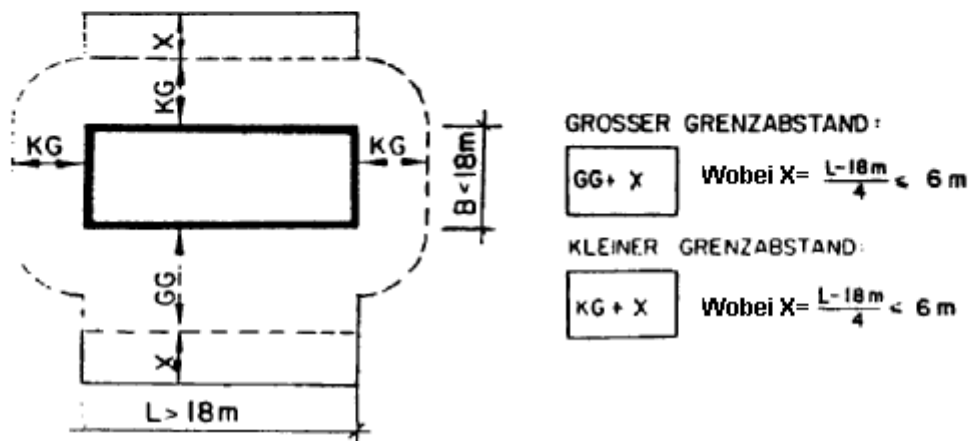 X
KG
KG
KG
B < 18m
GG
X
L > 18m
GROSSER GRENZABSTAND:
GG+ X Wobei X= L-18m/4 ≤ 6 m
KLEINER GRENZABSTAND:
KG + X Wobei X= L-18m/4 < 6 m